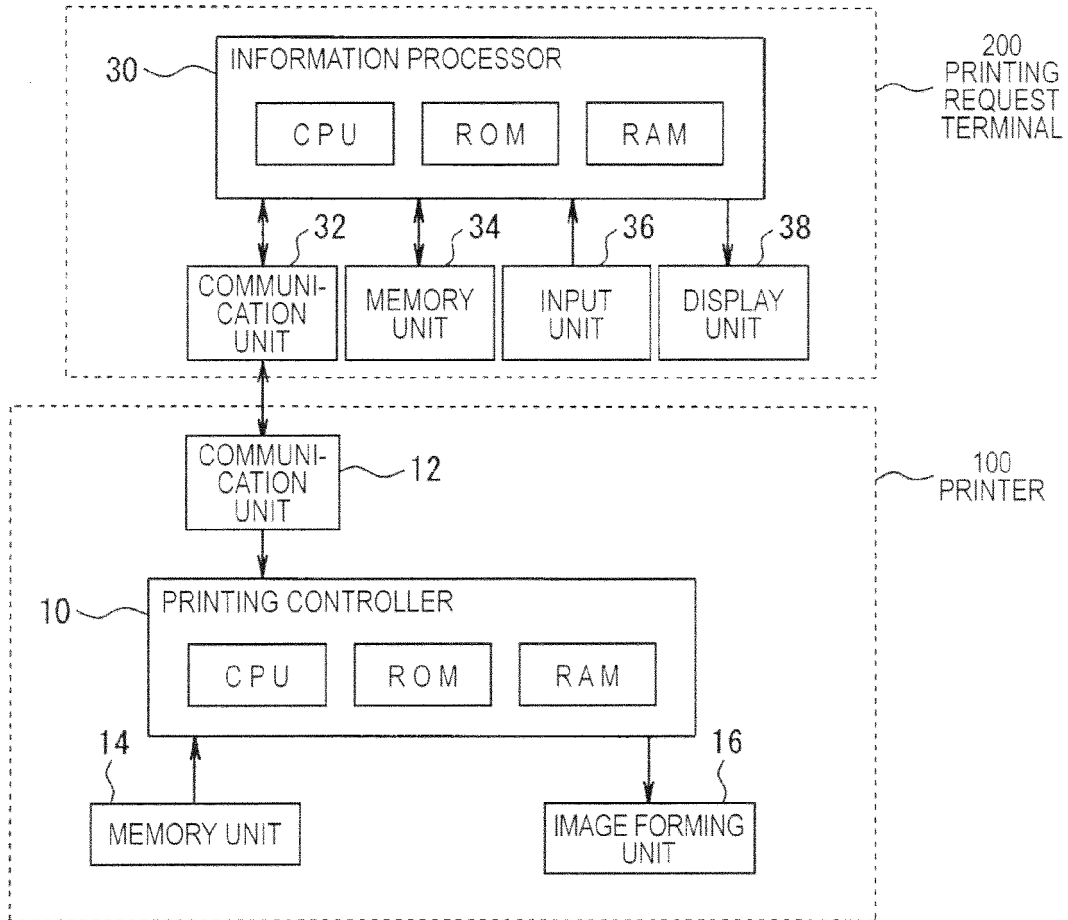 INFORMATION PROCESSOR
30
CPU
ROM
RAM
200
PRINTING
REQUEST
TERMINAL
32
34
36
38
COMMUNI-
CATION
UNIT
MEMORY
UNIT
INPUT
UNIT
DISPLAY
UNIT
COMMUNI-
CATION
UNIT
12
100
PRINTER
10
PRINTING CONTROLLER
CPU
ROM
RAM
14
16
MEMORY UNIT
IMAGE FORMING
UNIT